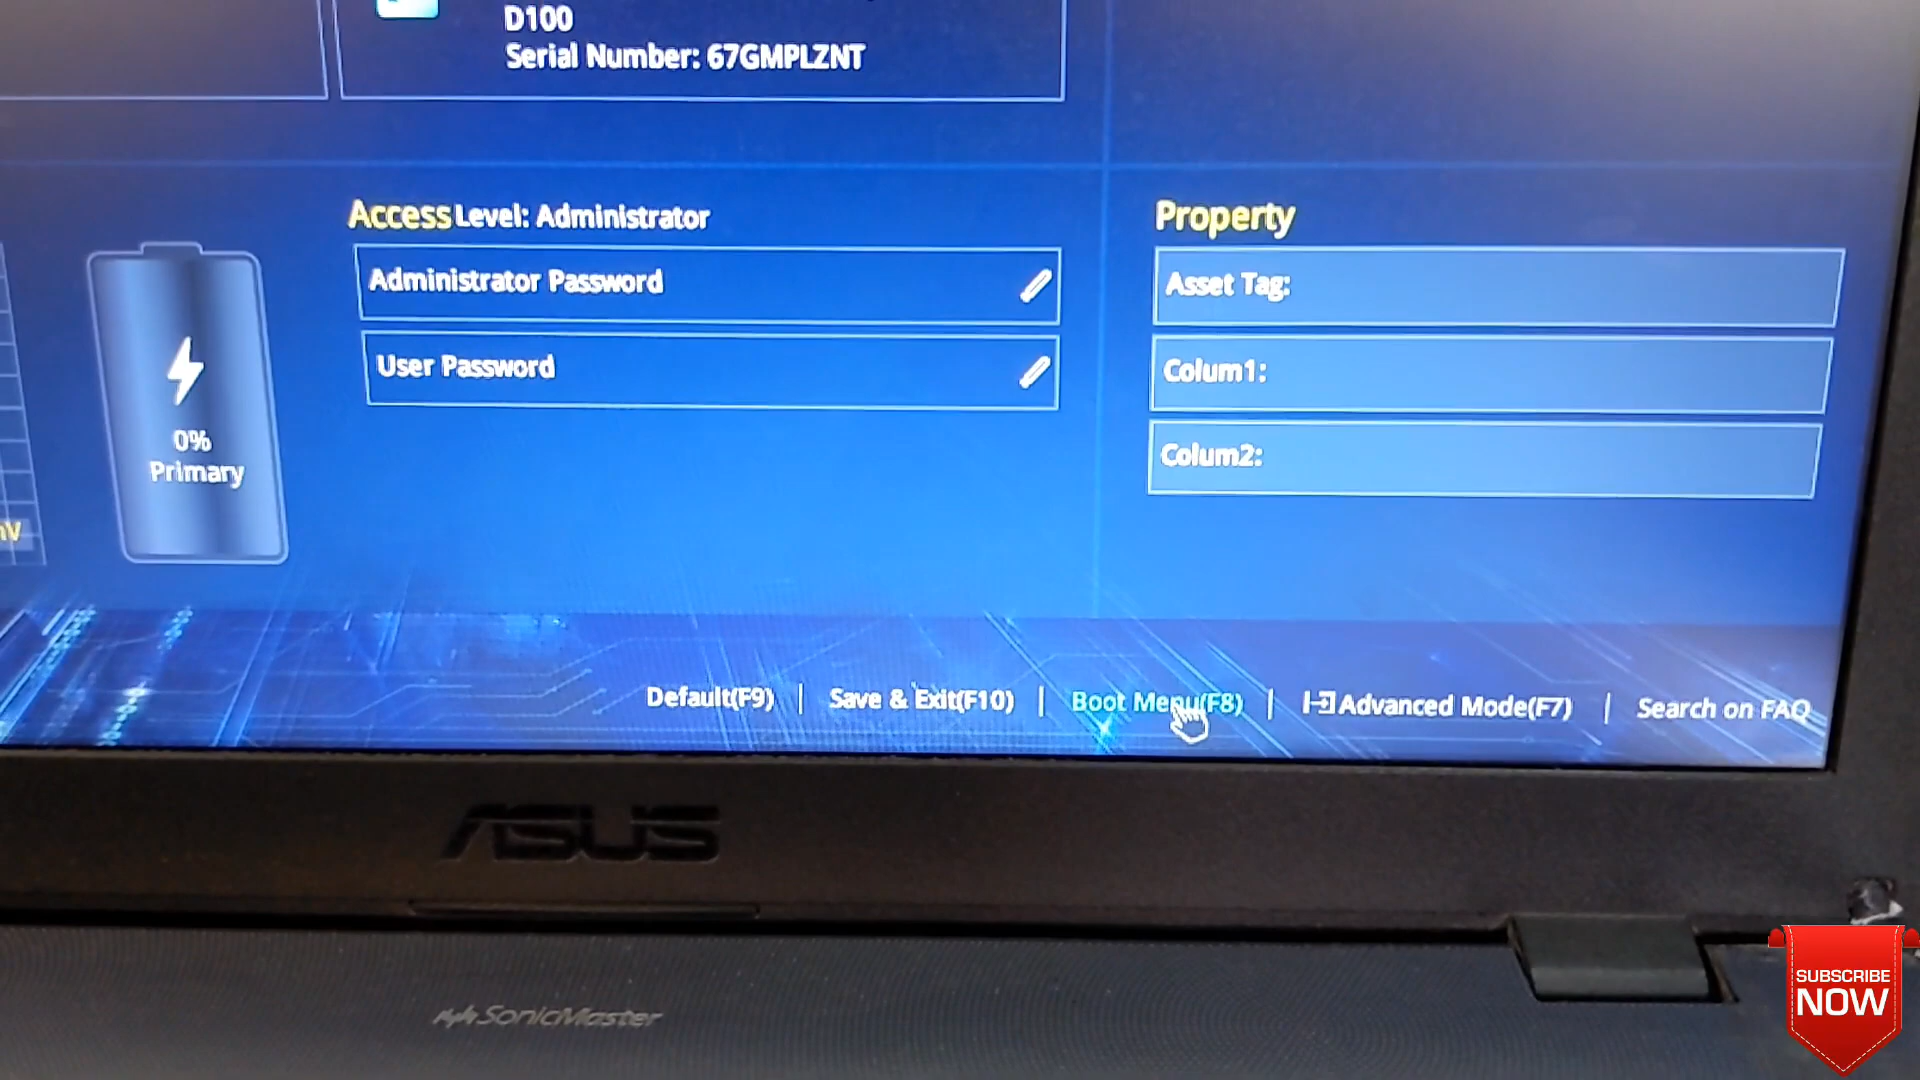 D100
Serial Number: 67GMPLZNT
Access Level: Administrator
Administrator Password
User Password
Property
Asset Tag:
Colum1:
Colum2:
0%
Primary
Default(F9) | Save & Exit(F10) | Boot Menu(F8) | Advanced Mode(F7) | Search on FAQ
ASUS
SonicMaster
SUBSCRIBE
NOW